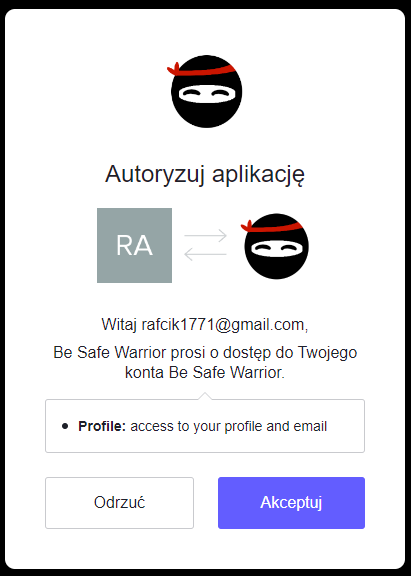 Autoryzuj aplikację
RA
Witaj rafcik1771@gmail.com,
Be Safe Warrior prosi o dostęp do Twojego
konta Be Safe Warrior.
Profile: access to your profile and email
Odrzuć
Akceptuj